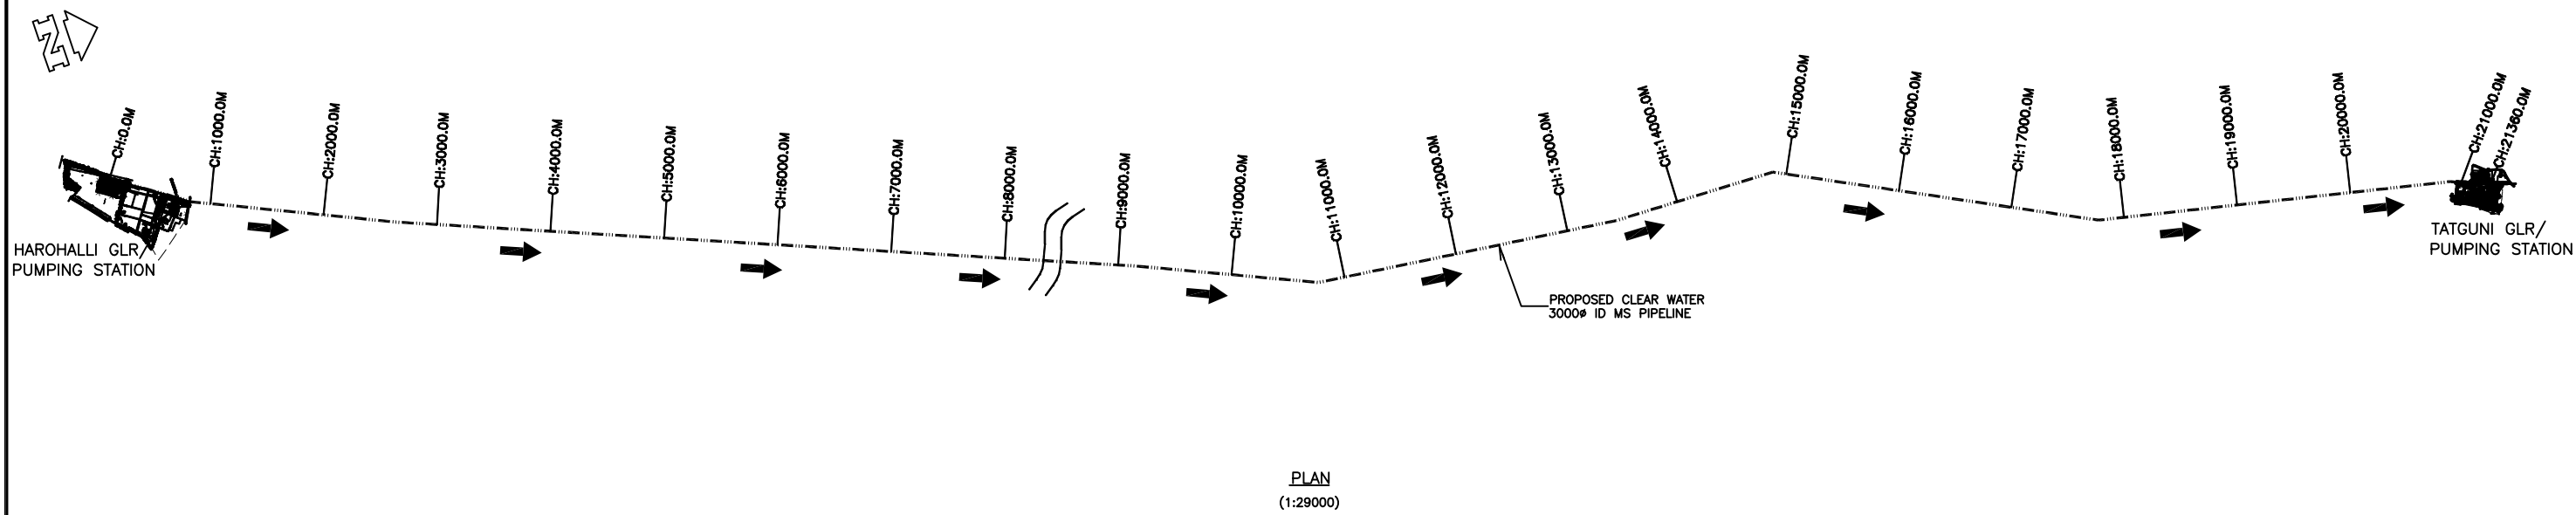 N
CH:0.0M
CH:1000.0M
CH:2000.0M
CH:3000.0M
CH:4000.0M
CH:5000.0M
CH:6000.0M
CH:7000.0M
CH:8000.0M
CH:9000.0M
CH:10000.0M
CH:11000.0M
CH:12000.0M
CH:13000.0M
CH:14000.0M
CH:15000.0M
CH:16000.0M
CH:17000.0M
CH:18000.0M
CH:19000.0M
CH:20000.0M
CH:21000.0M
CH:21360.0M
HAROHALLI GLR/
PUMPING STATION
TATGUNI GLR/
PUMPING STATION
PROPOSED CLEAR WATER
3000ø ID MS PIPELINE
PLAN
(1:29000)